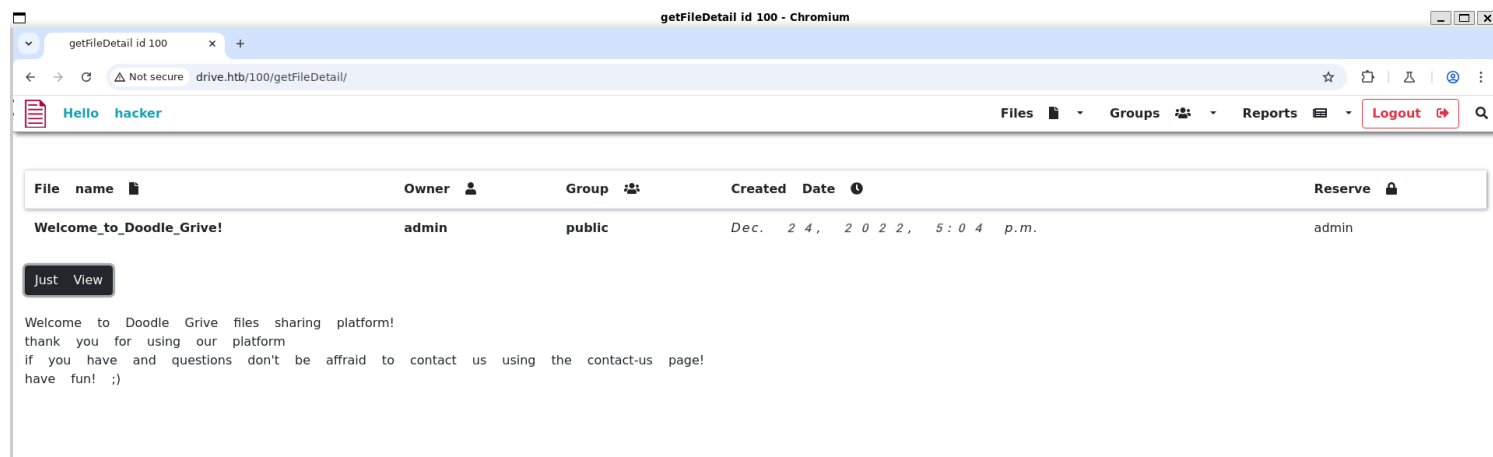 getFileDetail id 100 - Chromium
getFileDetail id 100
Not secure drive.htb/100/getFileDetail/
Hello hacker Files Groups Reports Logout
File name Owner Group Created Date Reserve
Welcome_to_Doodle_Grive! admin public Dec. 24, 2022, 5:04 p.m. admin
Just View
Welcome to Doodle Grive files sharing platform!
thank you for using our platform
if you have and questions don't be affraid to contact us using the contact-us page!
have fun! ;)